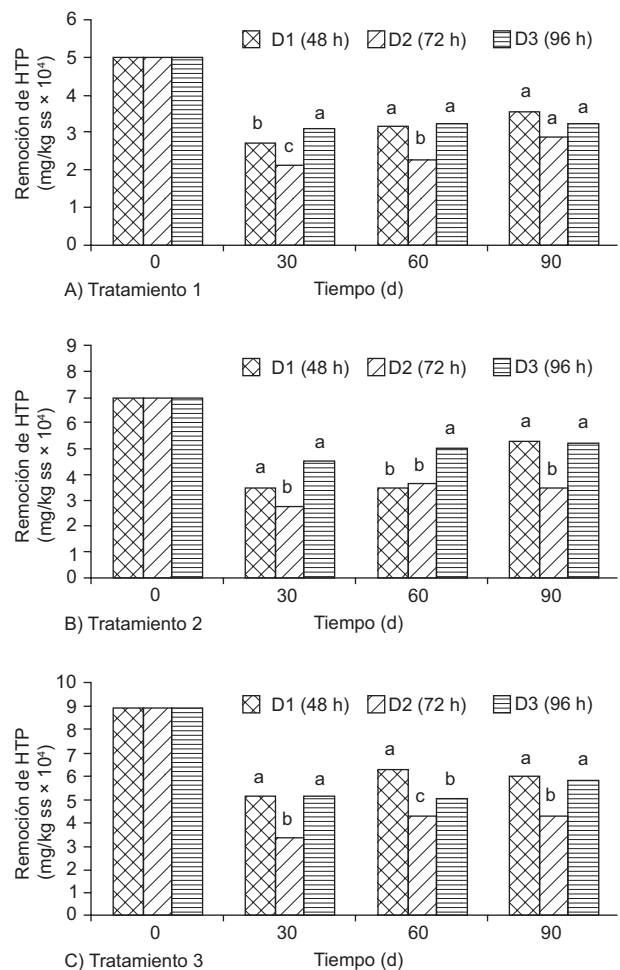 Remoción de HTP
(mg/kg ss × 10⁴)
6
5
4
3
2
1
0
D1 (48 h) D2 (72 h) D3 (96 h)
b c a
a b a
a a a
0 30 60 90
A) Tratamiento 1 Tiempo (d)
Remoción de HTP
(mg/kg ss × 10⁴)
9
8
7
6
5
4
3
2
1
0
D1 (48 h) D2 (72 h) D3 (96 h)
a b a
b b a
a b a
0 30 60 90
B) Tratamiento 2 Tiempo (d)
Remoción de HTP
(mg/kg ss × 10⁴)
10
9
8
7
6
5
4
3
2
1
0
D1 (48 h) D2 (72 h) D3 (96 h)
a b a
a c b
a b a
0 30 60 90
C) Tratamiento 3 Tiempo (d)